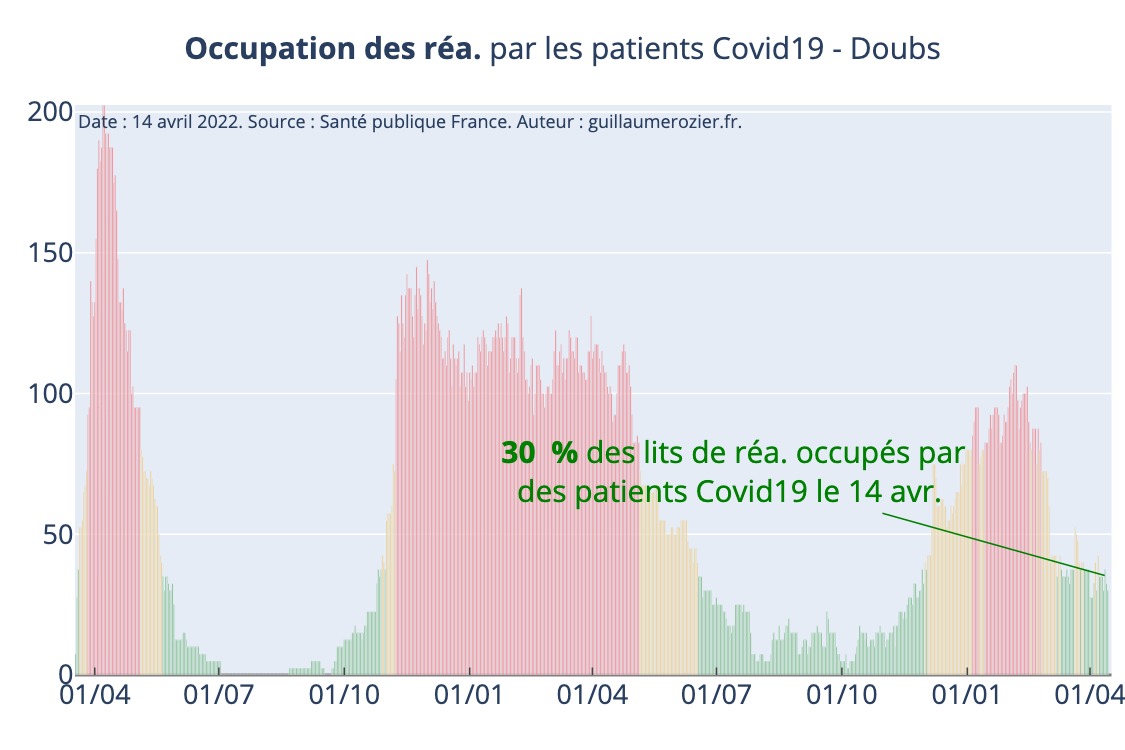 Occupation des réa. par les patients Covid19 - Doubs
200
Date : 14 avril 2022. Source : Santé publique France. Auteur : guillaumerozier.fr.
150
100
30 % des lits de réa. occupés par
des patients Covid19 le 14 avr.
50
0
01/04 01/07 01/10 01/01 01/04 01/07 01/10 01/01 01/04